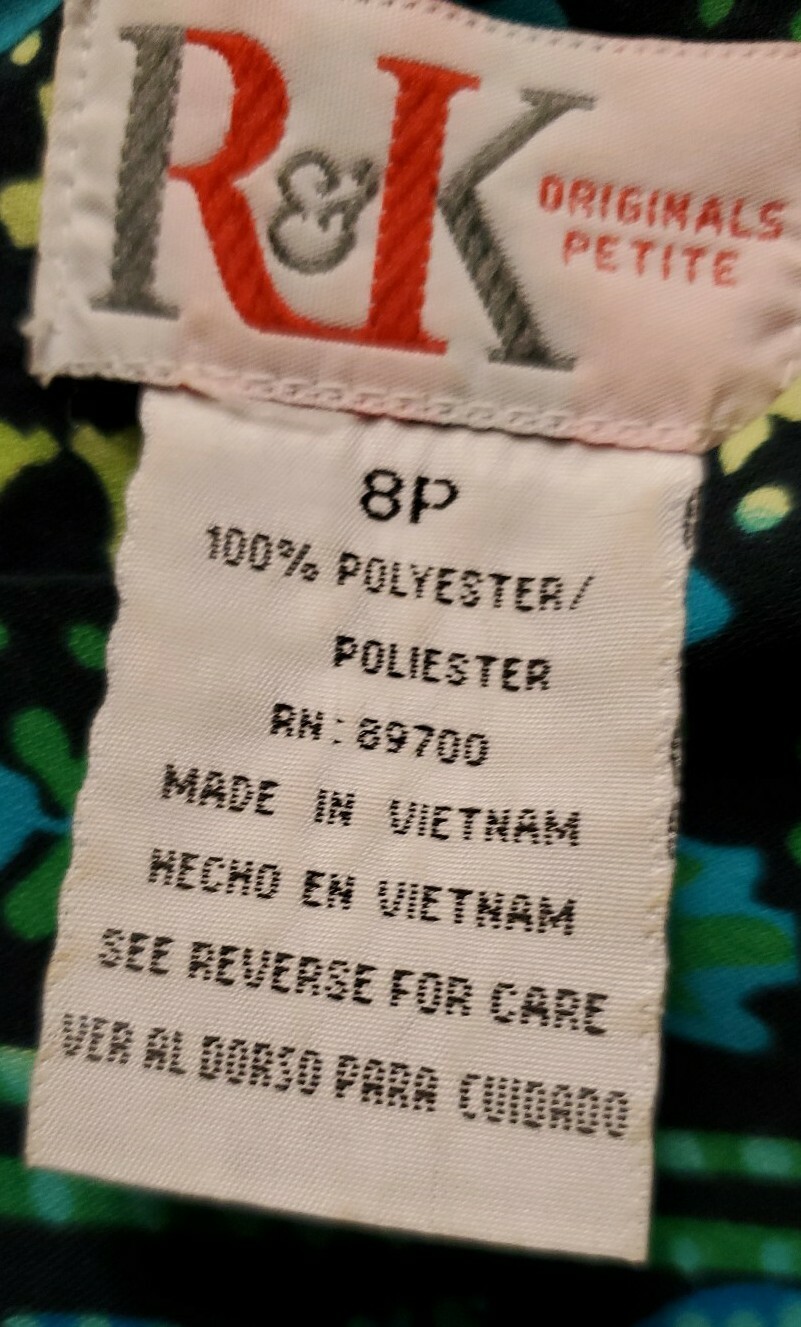 R&K
ORIGINALS
PETITE
8P
100% POLYESTER/
POLIESTER
RN:89700
MADE IN VIETNAM
HECHO EN VIETNAM
SEE REVERSE FOR CARE
VER AL DORSO PARA CUIDADO